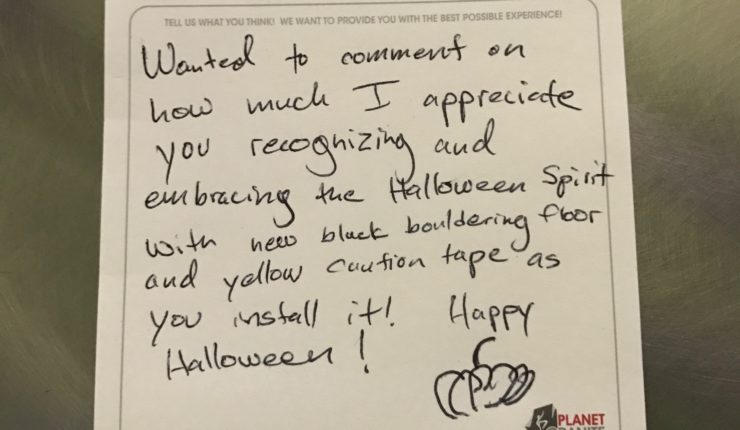 TELL US WHAT YOU THINK! WE WANT TO PROVIDE YOU WITH THE BEST POSSIBLE EXPERIENCE!
Wanted to comment on
how much I appreciate
you recognizing and
embracing the Halloween Spirit
with new black bouldering floor
and yellow caution tape as
you install it! Happy
Halloween!
PLANET
GRANITE